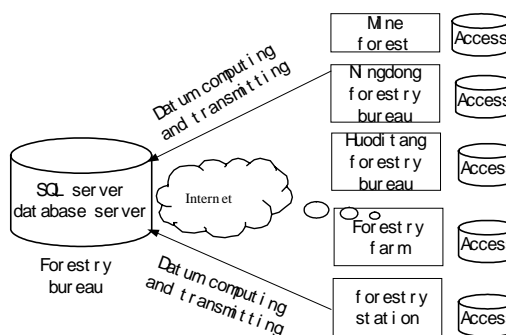 Mine
forest
Access
Ningdong
forestry
bureau
Access
Datum computing
and transmitting
Huoditang
forestry
bureau
Access
SQL server
database server
Internet
Forestry
farm
Access
Forestry
bureau
Datum computing
and transmitting
forestry
station
Access